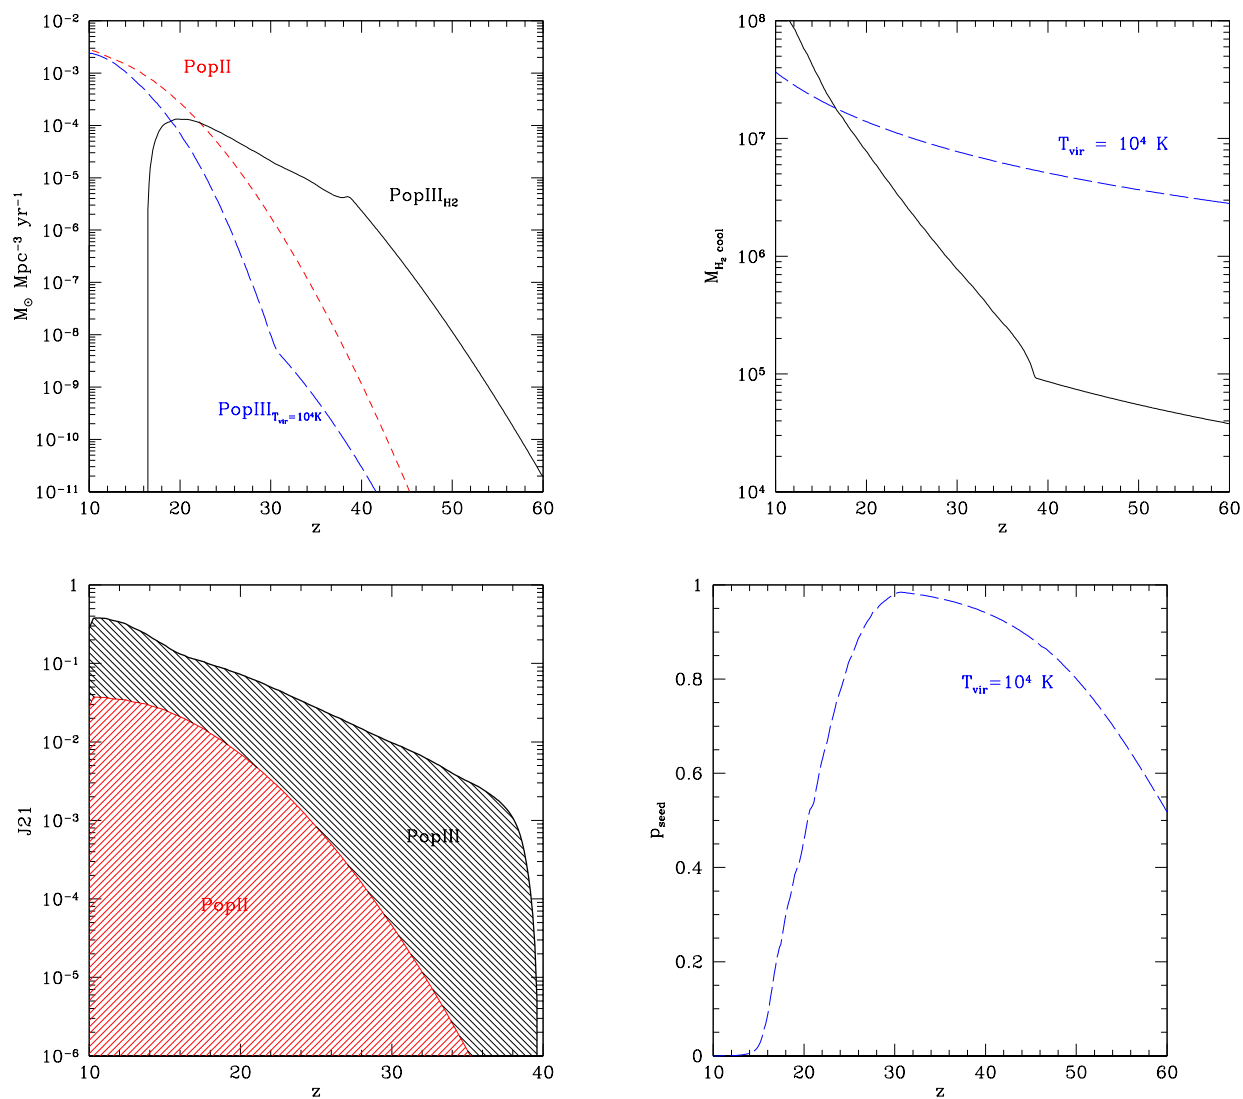 10⁻²
10⁻³
10⁻⁴
10⁻⁵
10⁻⁶
10⁻⁷
10⁻⁸
10⁻⁹
10⁻¹⁰
10⁻¹¹
M⊙ Mpc⁻³ yr⁻¹
PopII
PopIII_H2
PopIII_Tvir=10⁴K
10 20 30 40 50 60
z
10⁸
10⁷
10⁶
10⁵
10⁴
M_H₂ cool
T_vir = 10⁴ K
10 20 30 40 50 60
z
1
10⁻¹
10⁻²
10⁻³
10⁻⁴
10⁻⁵
10⁻⁶
J21
PopIII
PopII
10 20 30 40
z
1
0.8
0.6
0.4
0.2
0
p_seed
T_vir=10⁴ K
10 20 30 40 50 60
z